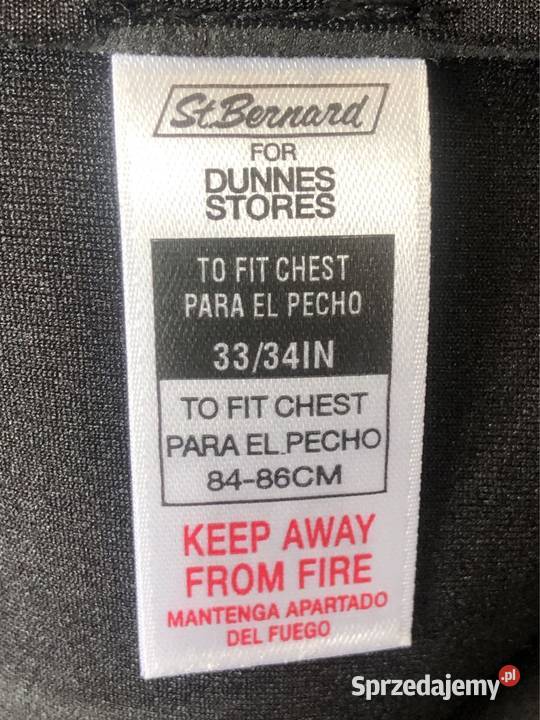 St.Bernard
FOR
DUNNES
STORES
TO FIT CHEST
PARA EL PECHO
33/34IN
TO FIT CHEST
PARA EL PECHO
84-86CM
KEEP AWAY
FROM FIRE
MANTENGA APARTADO
DEL FUEGO
Sprzedajemy.pl